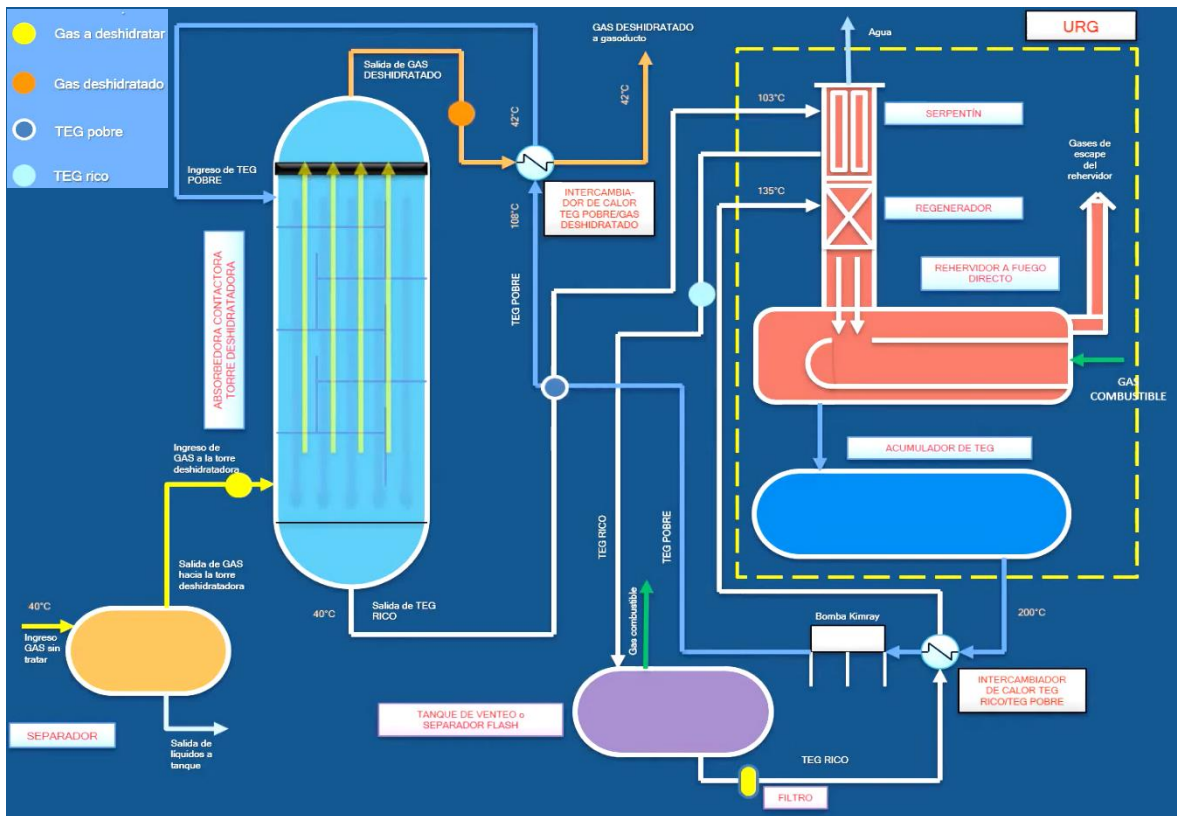 Gas a deshidratar
Gas deshidratado
TEG pobre
TEG rico
Salida de GAS
DESHIDRATADO
GAS DESHIDRATADO
a gasoducto
42°C
42°C
Ingreso de TEG
POBRE
INTERCAMBIA-
DOR DE CALOR
TEG POBRE/GAS
DESHIDRATADO
108°C
TEG POBRE
ABSORBEDORA CONTACTORA
TORRE DESHIDRATADORA
Ingreso de
GAS a la torre
deshidratadora
Salida de GAS
hacia la torre
deshidratadora
40°C
Ingreso
GAS sin
tratar
SEPARADOR
Salida de
líquidos a
tanque
40°C
Salida de TEG
RICO
URG
Agua
103°C
SERPENTÍN
Gases de
escape
del
rehervidor
135°C
REGENERADOR
REHERVIDOR A FUEGO
DIRECTO
GAS
COMBUSTIBLE
ACUMULADOR DE TEG
TEG RICO
TEG POBRE
200°C
Gas combustible
Bomba Kimray
INTERCAMBIADOR
DE CALOR TEG
RICO/TEG POBRE
TANQUE DE VENTEO o
SEPARADOR FLASH
TEG RICO
FILTRO